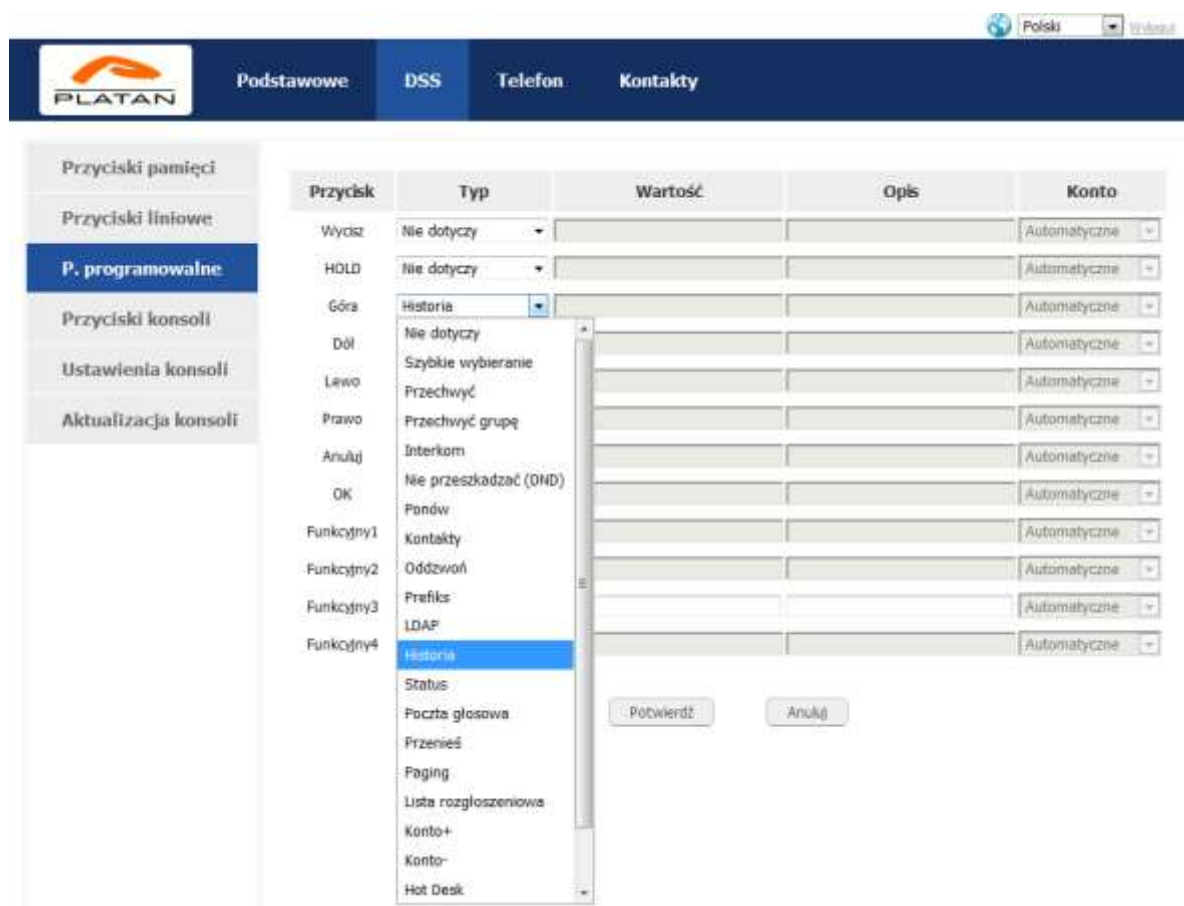 Polski Wyloguj
PLATAN
Podstawowe DSS Telefon Kontakty
Przyciski pamięci
Przyciski liniowe
P. programowalne
Przyciski konsoli
Ustawienia konsoli
Aktualizacja konsoli
Przycisk Typ Wartość Opis Konto
Wycisz Nie dotyczy Automatyczne
HOLD Nie dotyczy Automatyczne
Góra Historia Automatyczne
Dół Automatyczne
Lewo Automatyczne
Prawo Automatyczne
Anuluj Automatyczne
OK Automatyczne
Funkcyjny1 Automatyczne
Funkcyjny2 Automatyczne
Funkcyjny3 Automatyczne
Funkcyjny4 Automatyczne
Nie dotyczy
Szybkie wybieranie
Przechwyć
Przechwyć grupę
Interkom
Nie przeszkadzać (DND)
Ponów
Kontakty
Oddzwoń
Prefiks
LDAP
Historia
Status
Poczta głosowa
Przenieś
Paging
Lista rozgłoszeniowa
Konto+
Konto-
Hot Desk
Potwierdź Anuluj